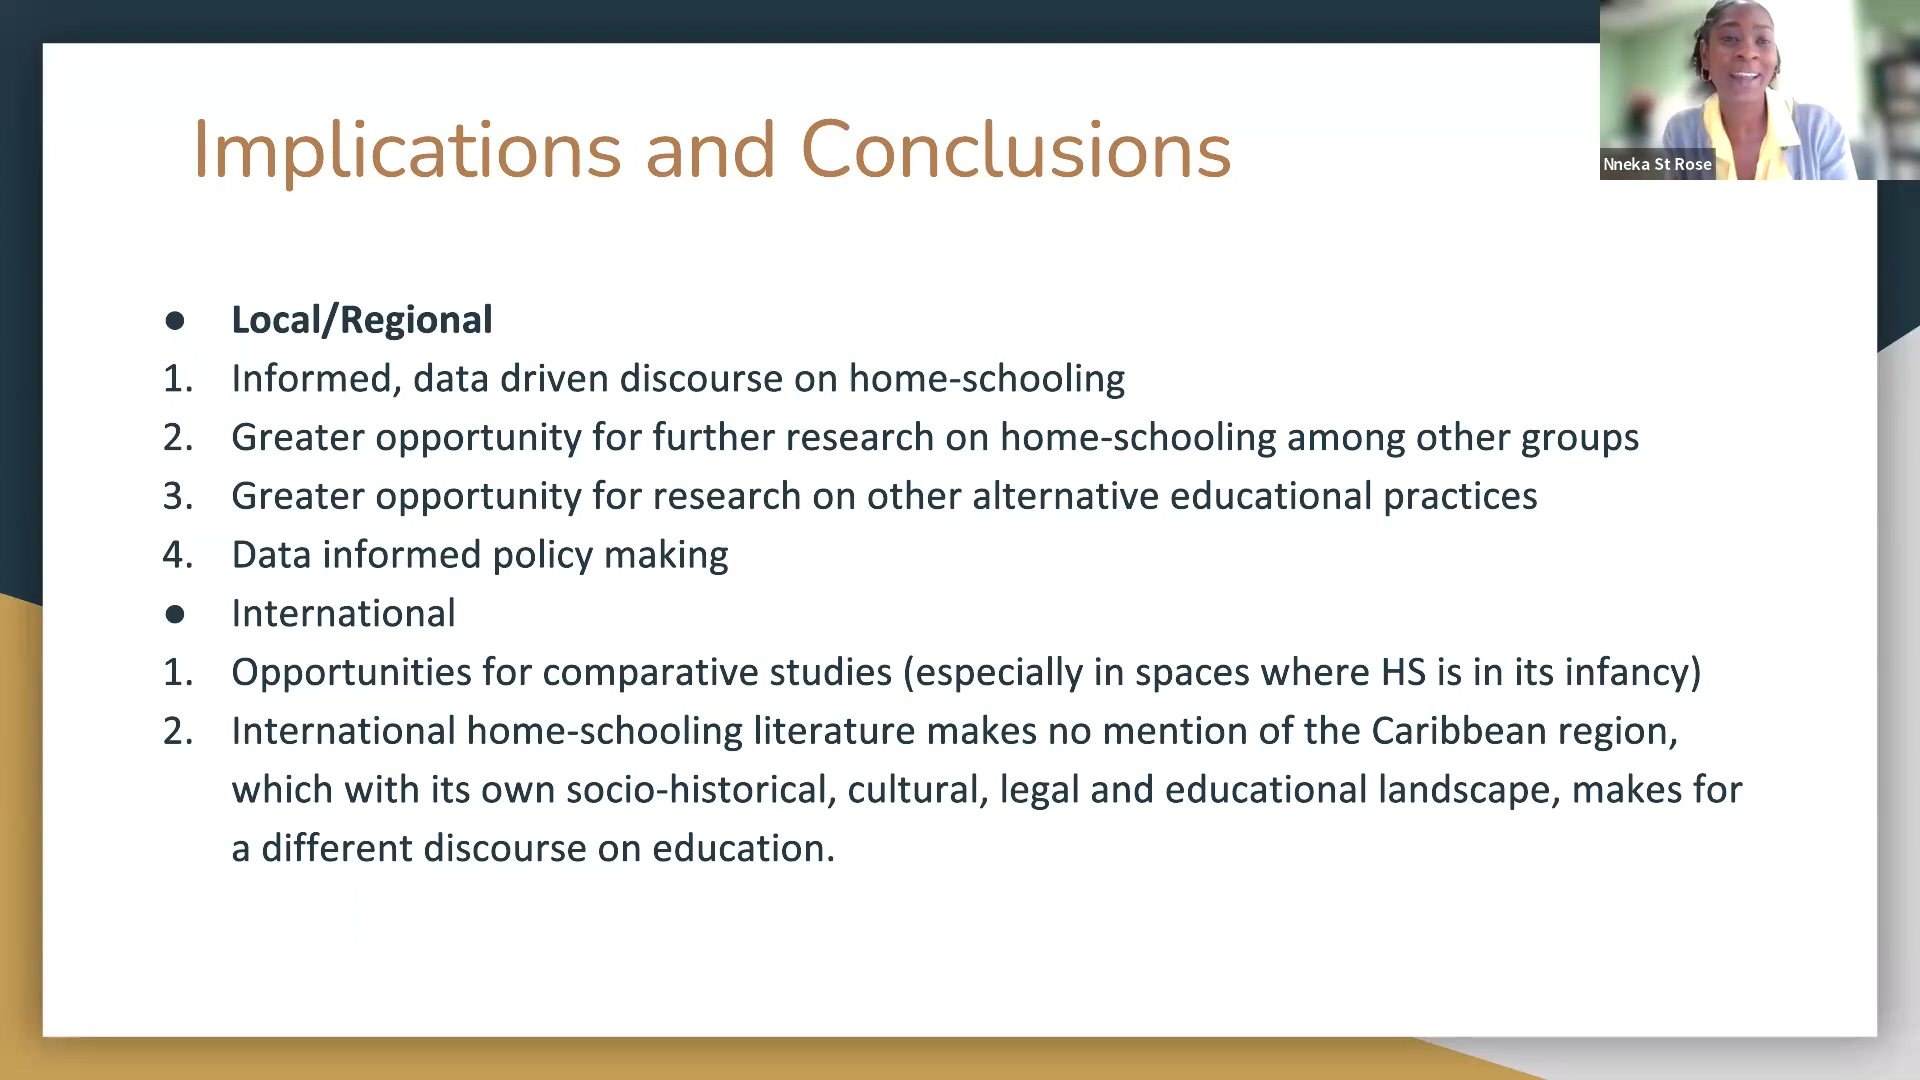 Implications and Conclusions
Nneka St Rose
● Local/Regional
1. Informed, data driven discourse on home-schooling
2. Greater opportunity for further research on home-schooling among other groups
3. Greater opportunity for research on other alternative educational practices
4. Data informed policy making
● International
1. Opportunities for comparative studies (especially in spaces where HS is in its infancy)
2. International home-schooling literature makes no mention of the Caribbean region,
which with its own socio-historical, cultural, legal and educational landscape, makes for
a different discourse on education.